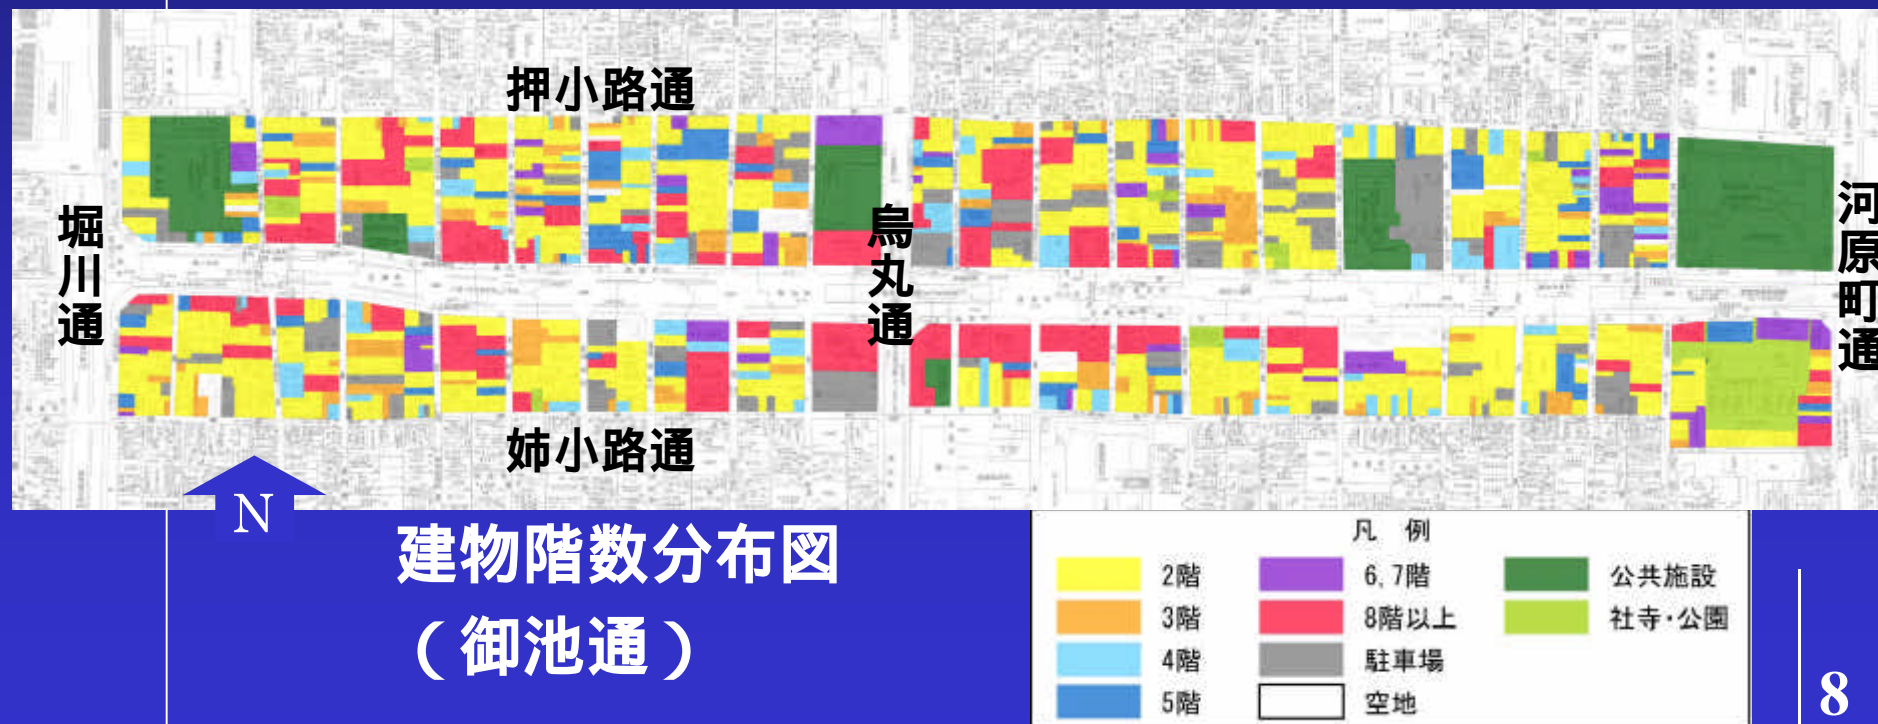 押小路通
堀川通
烏丸通
河原町通
姉小路通
N
建物階数分布図
（御池通）
凡 例
2階
3階
4階
5階
6,7階
8階以上
駐車場
空地
公共施設
社寺・公園
8